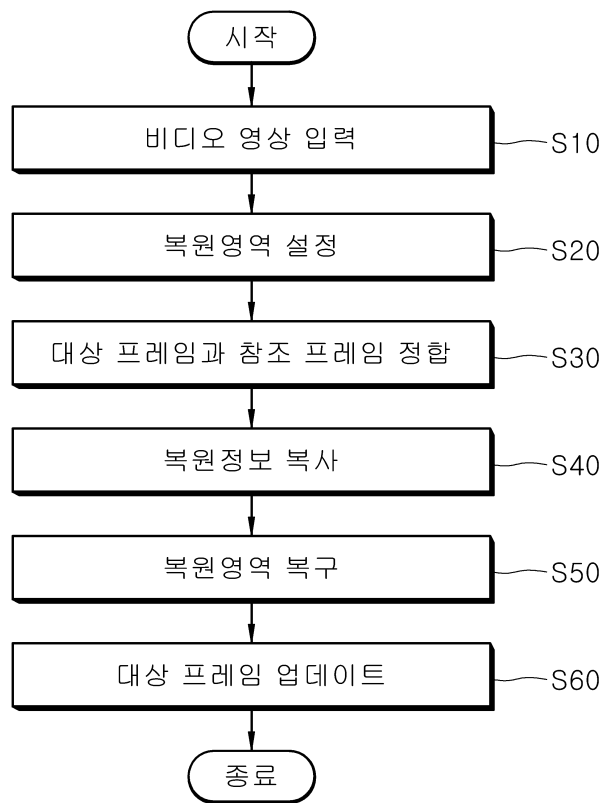 시작
비디오 영상 입력
S10
복원영역 설정
S20
대상 프레임과 참조 프레임 정합
S30
복원정보 복사
S40
복원영역 복구
S50
대상 프레임 업데이트
S60
종료